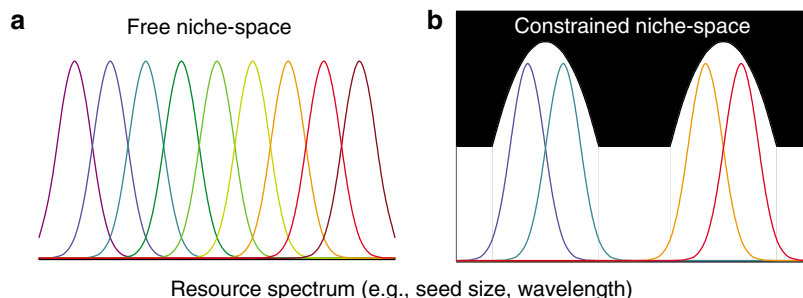 a
Free niche-space
b
Constrained niche-space
Resource spectrum (e.g., seed size, wavelength)